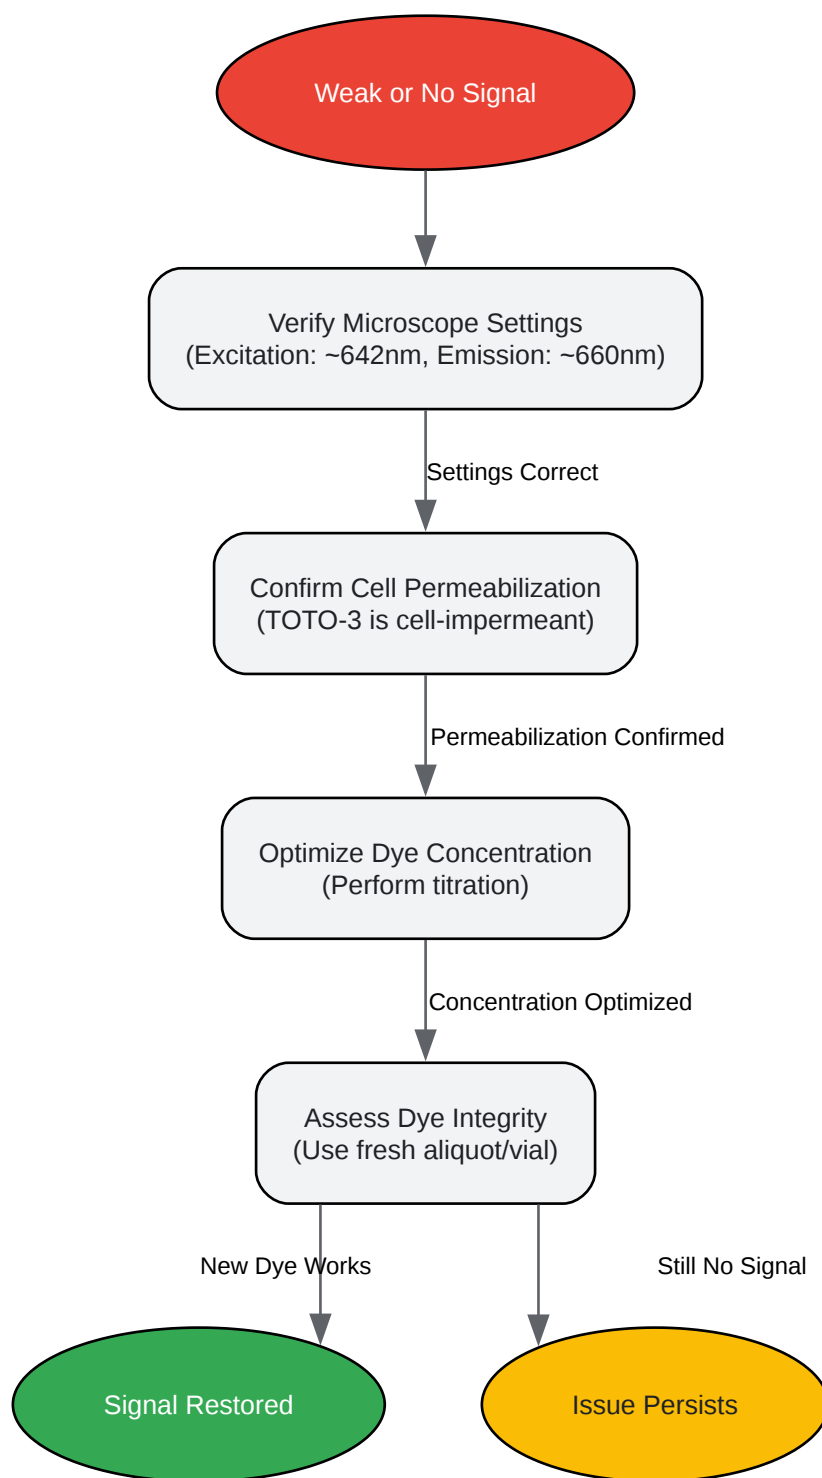 Weak or No Signal
Verify Microscope Settings
(Excitation: ~642nm, Emission: ~660nm)
Settings Correct
Confirm Cell Permeabilization
(TOTO-3 is cell-impermeant)
Permeabilization Confirmed
Optimize Dye Concentration
(Perform titration)
Concentration Optimized
Assess Dye Integrity
(Use fresh aliquot/vial)
New Dye Works
Still No Signal
Signal Restored
Issue Persists